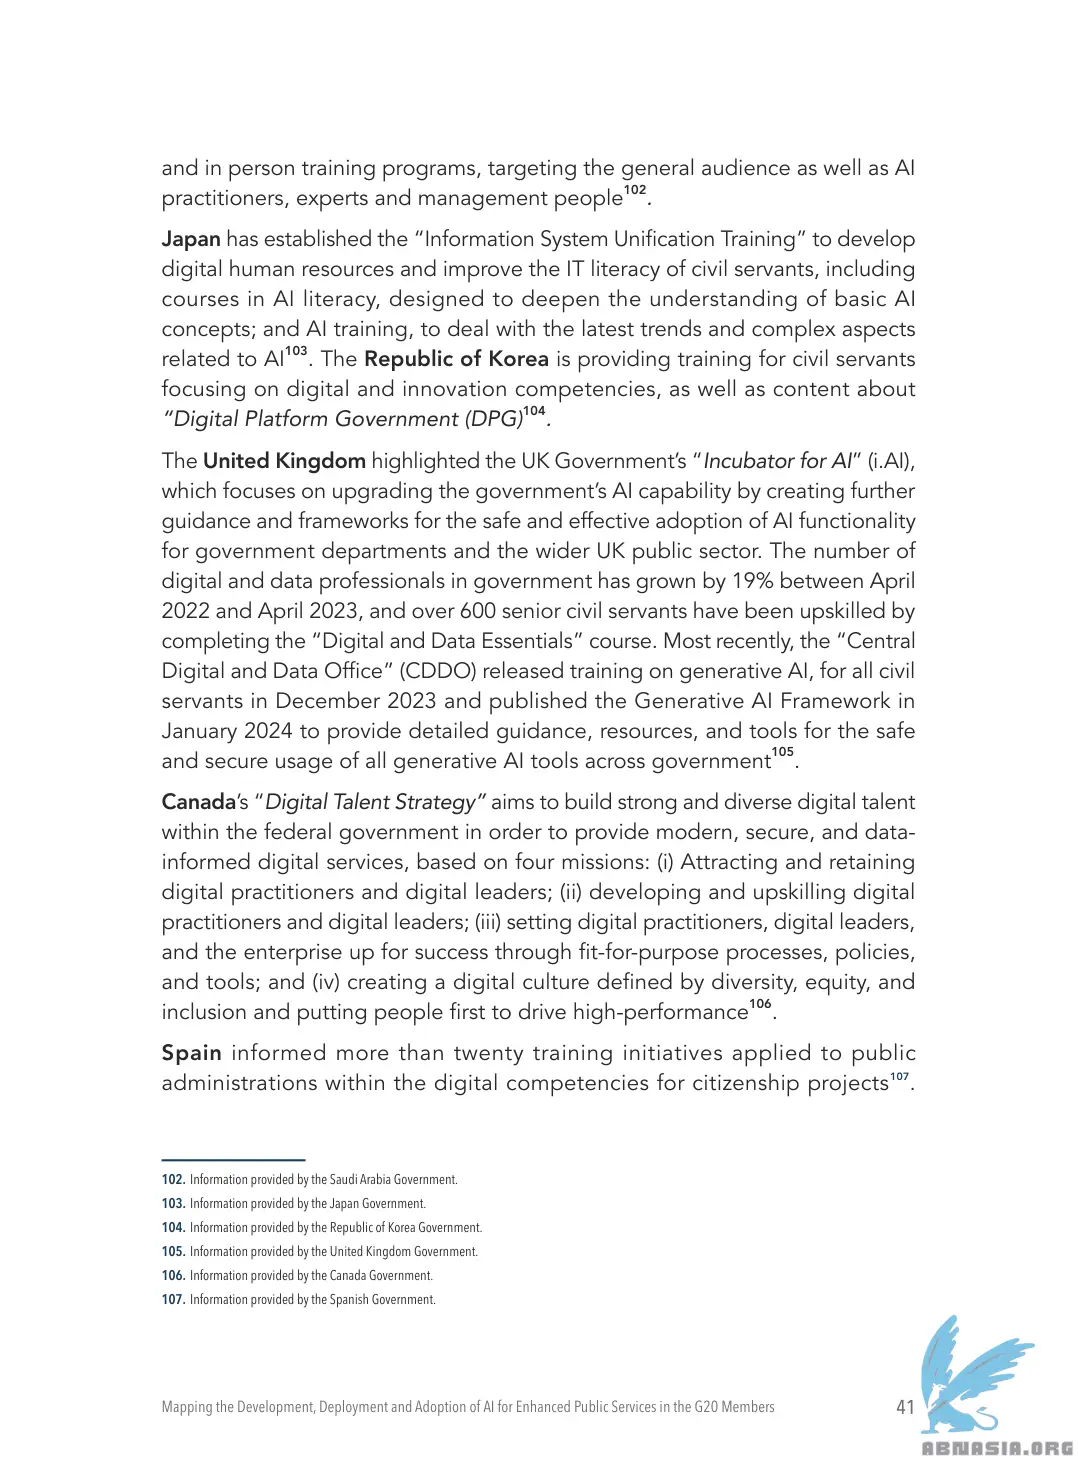 and in person training programs, targeting the general audience as well as AI
practitioners, experts and management people102.
Japan has established the “Information System Unification Training” to develop
digital human resources and improve the IT literacy of civil servants, including
courses in AI literacy, designed to deepen the understanding of basic AI
concepts; and AI training, to deal with the latest trends and complex aspects
related to AI103. The Republic of Korea is providing training for civil servants
focusing on digital and innovation competencies, as well as content about
“Digital Platform Government (DPG)104.
The United Kingdom highlighted the UK Government’s “Incubator for AI” (i.AI),
which focuses on upgrading the government’s AI capability by creating further
guidance and frameworks for the safe and effective adoption of AI functionality
for government departments and the wider UK public sector. The number of
digital and data professionals in government has grown by 19% between April
2022 and April 2023, and over 600 senior civil servants have been upskilled by
completing the “Digital and Data Essentials” course. Most recently, the “Central
Digital and Data Office” (CDDO) released training on generative AI, for all civil
servants in December 2023 and published the Generative AI Framework in
January 2024 to provide detailed guidance, resources, and tools for the safe
and secure usage of all generative AI tools across government105.
Canada’s “Digital Talent Strategy” aims to build strong and diverse digital talent
within the federal government in order to provide modern, secure, and data-
informed digital services, based on four missions: (i) Attracting and retaining
digital practitioners and digital leaders; (ii) developing and upskilling digital
practitioners and digital leaders; (iii) setting digital practitioners, digital leaders,
and the enterprise up for success through fit-for-purpose processes, policies,
and tools; and (iv) creating a digital culture defined by diversity, equity, and
inclusion and putting people first to drive high-performance106.
Spain informed more than twenty training initiatives applied to public
administrations within the digital competencies for citizenship projects107.
102. Information provided by the Saudi Arabia Government.
103. Information provided by the Japan Government.
104. Information provided by the Republic of Korea Government.
105. Information provided by the United Kingdom Government.
106. Information provided by the Canada Government.
107. Information provided by the Spanish Government.
Mapping the Development, Deployment and Adoption of AI for Enhanced Public Services in the G20 Members 41
ABNASIA.ORG